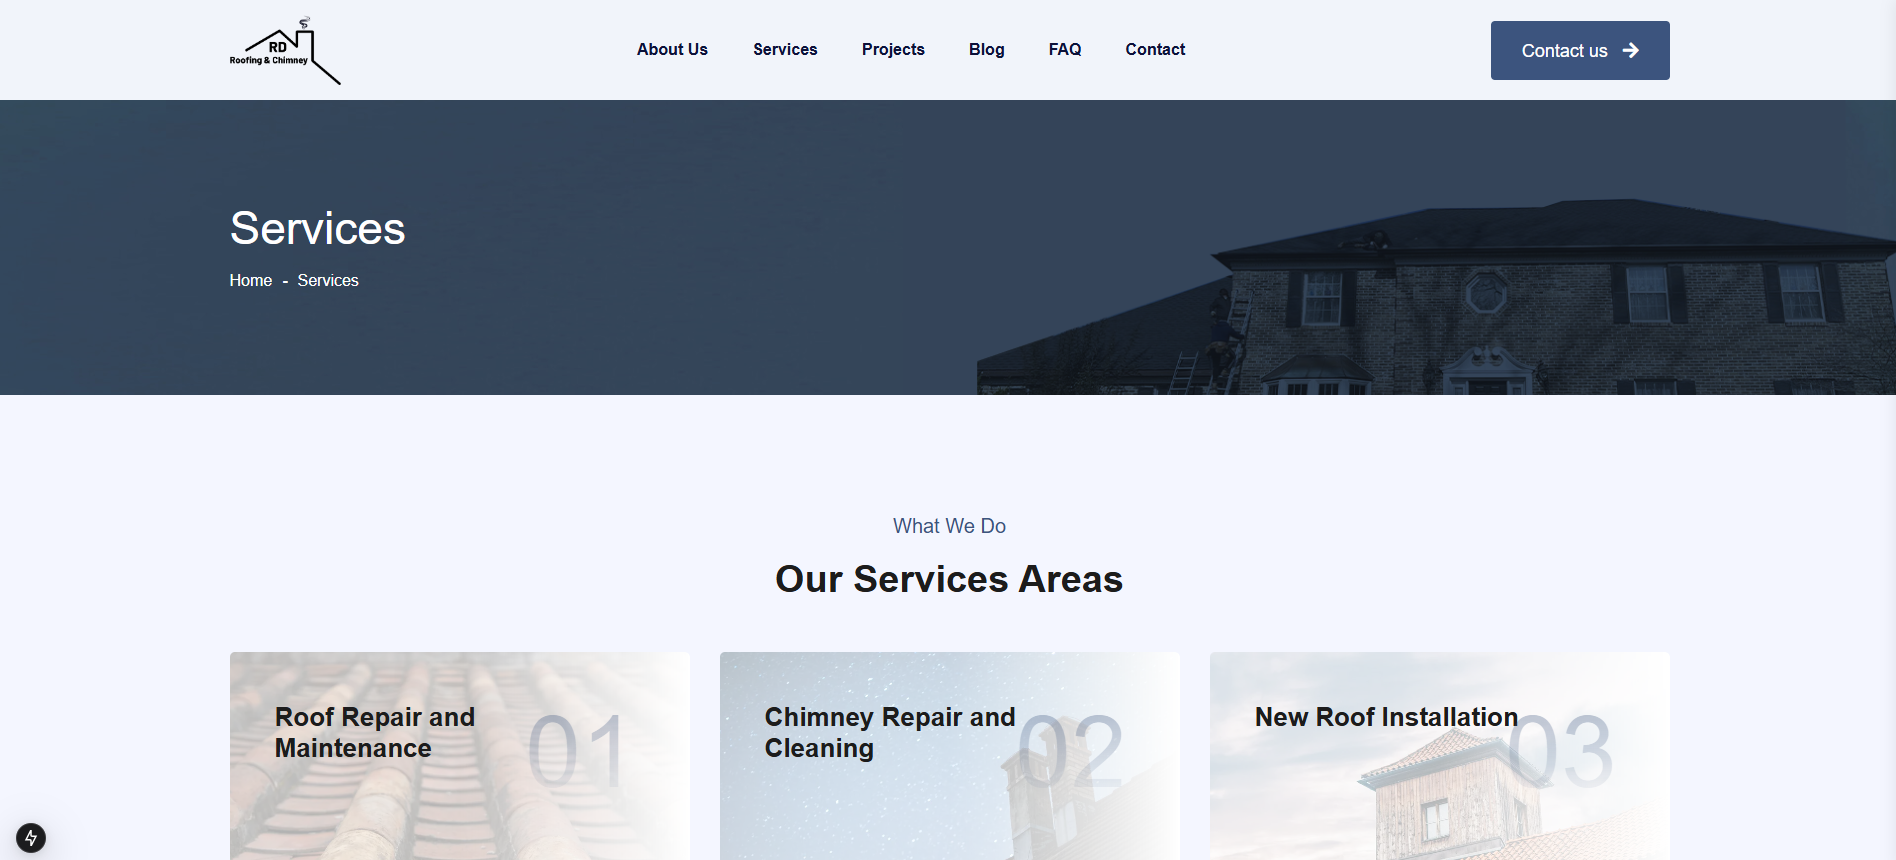 RD
Roofing & Chimney
About Us
Services
Projects
Blog
FAQ
Contact
Contact us
Services
Home - Services
What We Do
Our Services Areas
Roof Repair and
Maintenance
01
Chimney Repair and
Cleaning
02
New Roof Installation
03